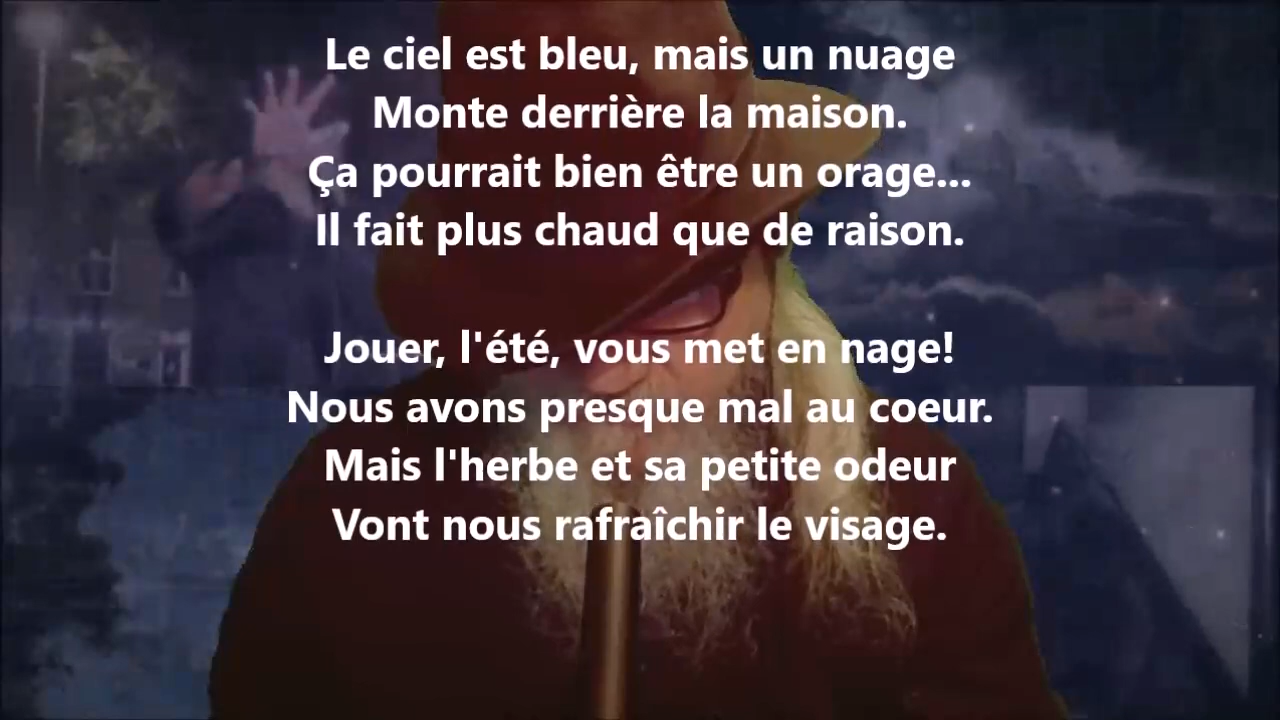 Le ciel est bleu, mais un nuage
Monte derrière la maison.
Ça pourrait bien être un orage...
Il fait plus chaud que de raison.
Jouer, l'été, vous met en nage!
Nous avons presque mal au coeur.
Mais l'herbe et sa petite odeur
Vont nous rafraîchir le visage.